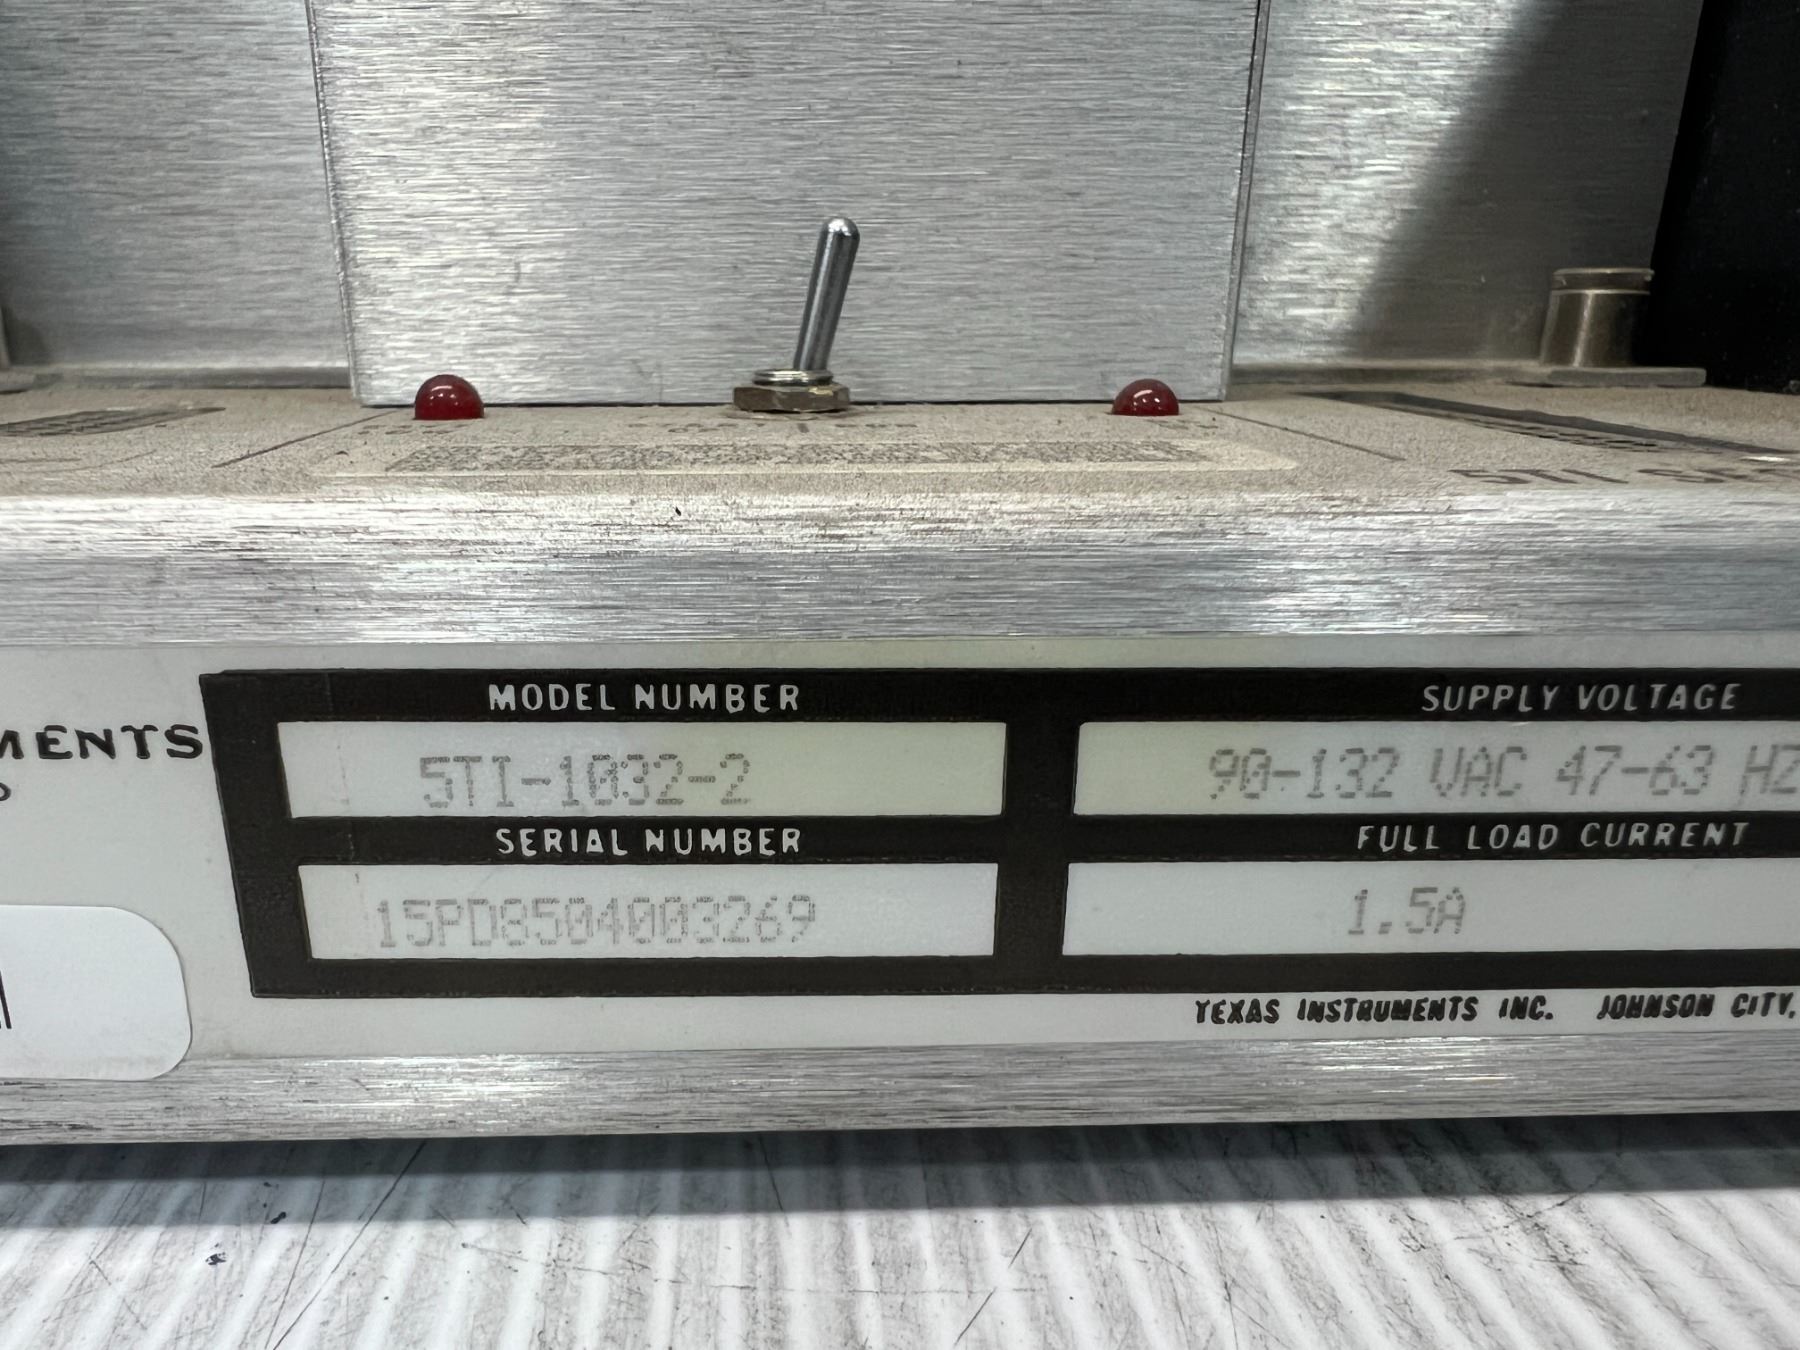 MODEL NUMBER
5TI-1032-2
SERIAL NUMBER
15PD8504003269
SUPPLY VOLTAGE
90-132 VAC 47-63 HZ
FULL LOAD CURRENT
1.5A
MENTS
TEXAS INSTRUMENTS INC. JOHNSON CITY,
5TI